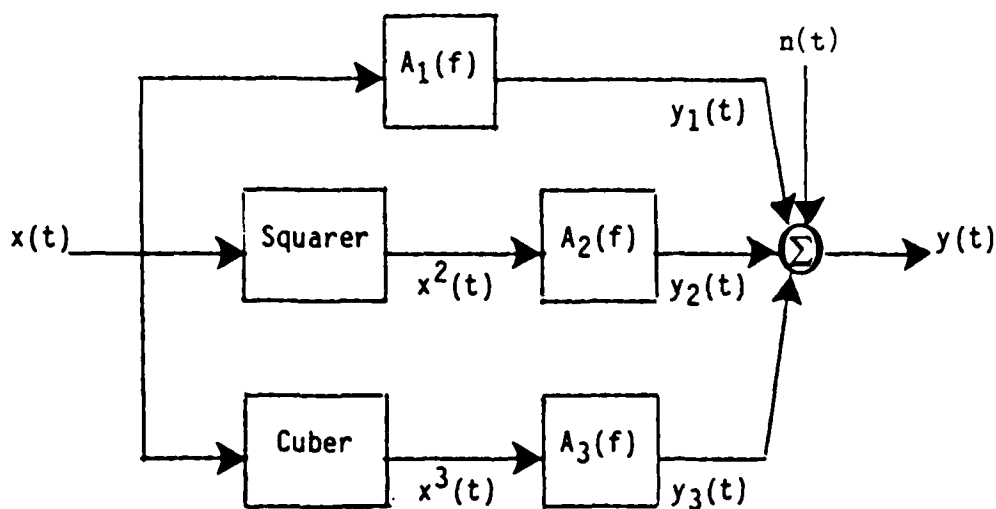 n(t)
A₁(f)
y₁(t)
x(t)
Squarer
x²(t)
A₂(f)
y₂(t)
Σ
y(t)
Cuber
x³(t)
A₃(f)
y₃(t)